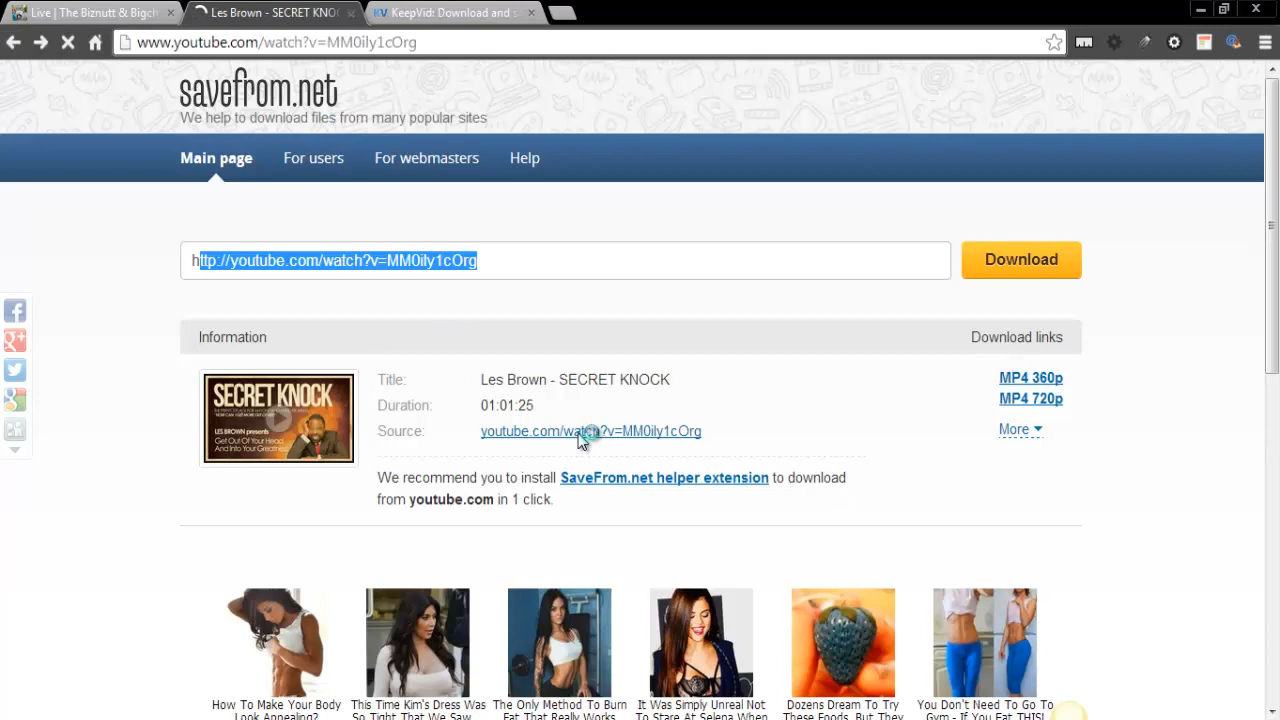 Live | The Biznutt & Bigch
Les Brown - SECRET KNO
KeepVid: Download and s
www.youtube.com/watch?v=MM0ily1cOrg
savefrom.net
We help to download files from many popular sites
Main page
For users
For webmasters
Help
http://youtube.com/watch?v=MM0ily1cOrg
Download
Information
Download links
SECRET KNOCK
LES BROWN presents
Get Out Of Your Head
And Into Your Greatness
Title:
Les Brown - SECRET KNOCK
MP4 360p
Duration:
01:01:25
MP4 720p
Source:
youtube.com/watch?v=MM0ily1cOrg
More
We recommend you to install SaveFrom.net helper extension to download
from youtube.com in 1 click.
How To Make Your Body
Look Appealing?
This Time Kim's Dress Was
So Tight That We Saw
The Only Method To Burn
Fat That Really Works
It Was Simply Unreal Not
To Stare At Selena When
Dozens Dream To Try
These Foods, But They
You Don't Need To Go To
Gym - If You Eat THIS!